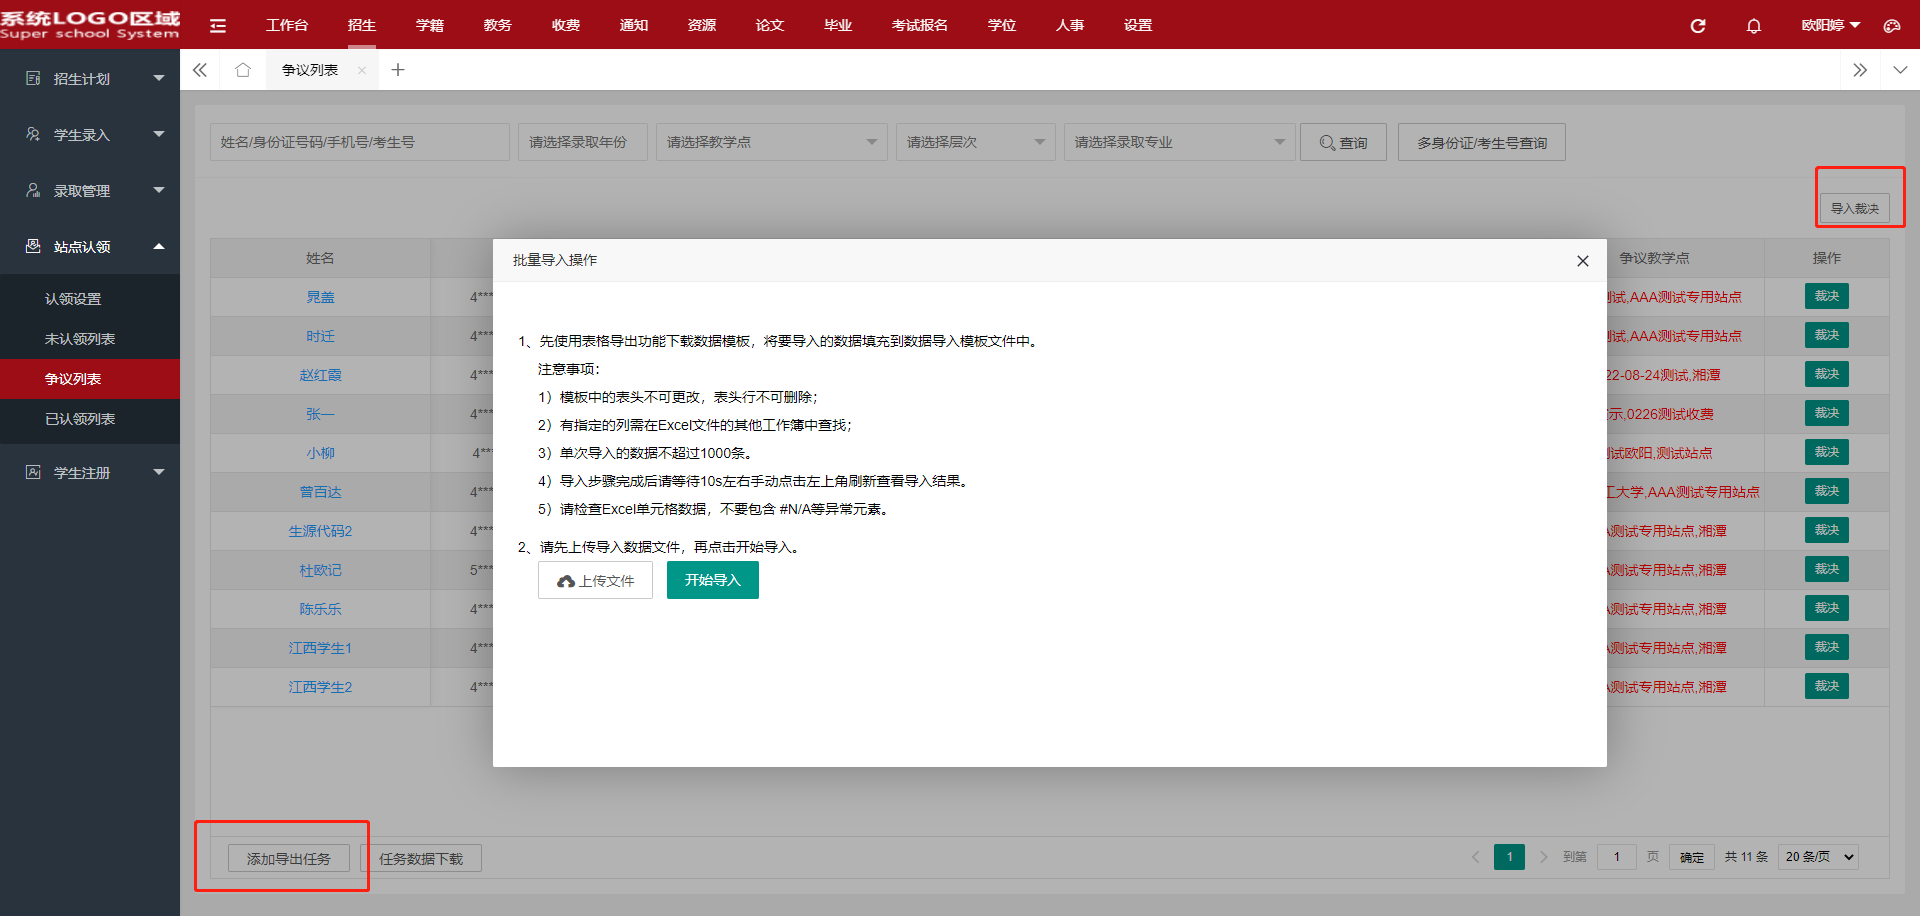 系统LOGO区域
Super school System
工作台 招生 学籍 教务 收费 通知 资源 论文 毕业 考试报名 学位 人事 设置 欧阳婷
招生计划
学生录入
录取管理
站点认领
认领设置
未认领列表
争议列表
已认领列表
学生注册
争议列表
姓名/身份证号码/手机号/考生号 请选择录取年份 请选择教学点 请选择层次 请选择录取专业 查询 多身份证/考生号查询
导入裁决
姓名 争议教学点 操作
晁盖 4*** 测试,AAA测试专用站点 裁决
时迁 4*** 测试,AAA测试专用站点 裁决
赵红霞 4*** 22-08-24测试,湘潭 裁决
张一 4*** 示,0226测试收费 裁决
小柳 4*** 测试欧阳,测试站点 裁决
曾百达 4*** 工大学,AAA测试专用站点 裁决
生源代码2 4*** 测试专用站点,湘潭 裁决
杜欧记 5*** 测试专用站点,湘潭 裁决
陈乐乐 4*** 测试专用站点,湘潭 裁决
江西学生1 4*** 测试专用站点,湘潭 裁决
江西学生2 4*** 测试专用站点,湘潭 裁决
批量导入操作
1、先使用表格导出功能下载数据模板，将要导入的数据填充到数据导入模板文件中。
注意事项：
1）模板中的表头不可更改，表头行不可删除；
2）有指定的列需在Excel文件的其他工作簿中查找；
3）单次导入的数据不超过1000条。
4）导入步骤完成后请等待10s左右手动点击左上角刷新查看导入结果。
5）请检查Excel单元格数据，不要包含 #N/A等异常元素。
2、请先上传导入数据文件，再点击开始导入。
上传文件 开始导入
添加导出任务 任务数据下载
1 到第 1 页 确定 共 11 条 20 条/页